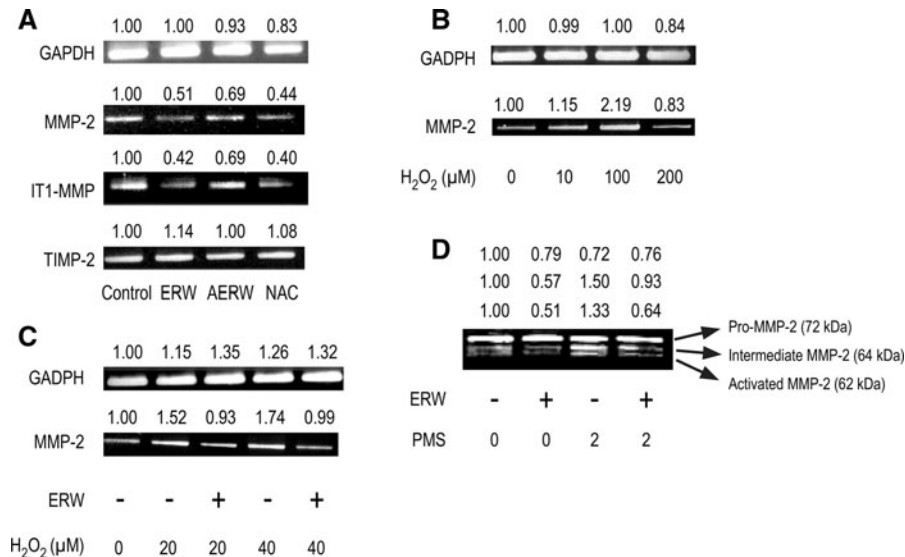 A
1.00 1.00 0.93 0.83
GAPDH
1.00 0.51 0.69 0.44
MMP-2
1.00 0.42 0.69 0.40
IT1-MMP
1.00 1.14 1.00 1.08
TIMP-2
Control ERW AERW NAC
B
1.00 0.99 1.00 0.84
GADPH
1.00 1.15 2.19 0.83
MMP-2
H₂O₂ (µM) 0 10 100 200
C
1.00 1.15 1.35 1.26 1.32
GADPH
1.00 1.52 0.93 1.74 0.99
MMP-2
ERW - - + - +
H₂O₂ (µM) 0 20 20 40 40
D
1.00 0.79 0.72 0.76
1.00 0.57 1.50 0.93
1.00 0.51 1.33 0.64
Pro-MMP-2 (72 kDa)
Intermediate MMP-2 (64 kDa)
Activated MMP-2 (62 kDa)
ERW - + - +
PMS 0 0 2 2